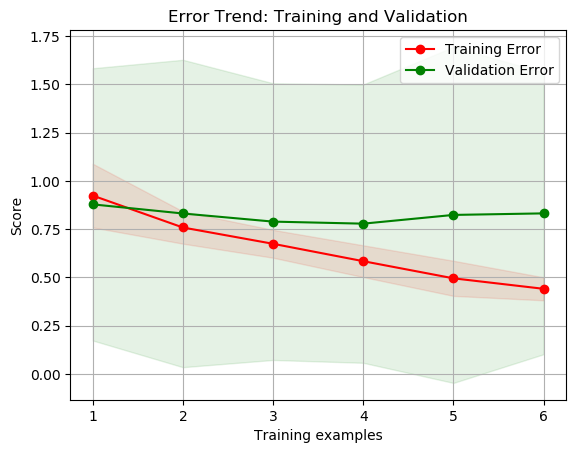 Error Trend: Training and Validation
1.75
1.50
1.25
1.00
0.75
0.50
0.25
0.00
Score
Training Error
Validation Error
1 2 3 4 5 6
Training examples